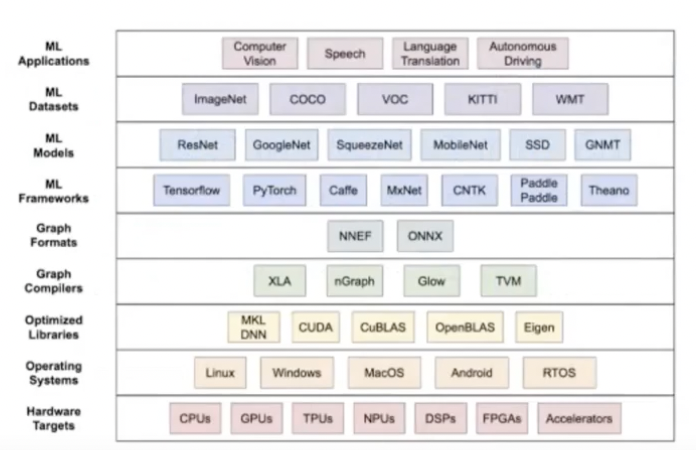 ML
Applications
Computer
Vision
Speech
Language
Translation
Autonomous
Driving
ML
Datasets
ImageNet
COCO
VOC
KITTI
WMT
ML
Models
ResNet
GoogleNet
SqueezeNet
MobileNet
SSD
GNMT
ML
Frameworks
Tensorflow
PyTorch
Caffe
MxNet
CNTK
Paddle
Paddle
Theano
Graph
Formats
NNEF
ONNX
Graph
Compilers
XLA
nGraph
Glow
TVM
Optimized
Libraries
MKL
DNN
CUDA
CuBLAS
OpenBLAS
Eigen
Operating
Systems
Linux
Windows
MacOS
Android
RTOS
Hardware
Targets
CPUs
GPUs
TPUs
NPUs
DSPs
FPGAs
Accelerators